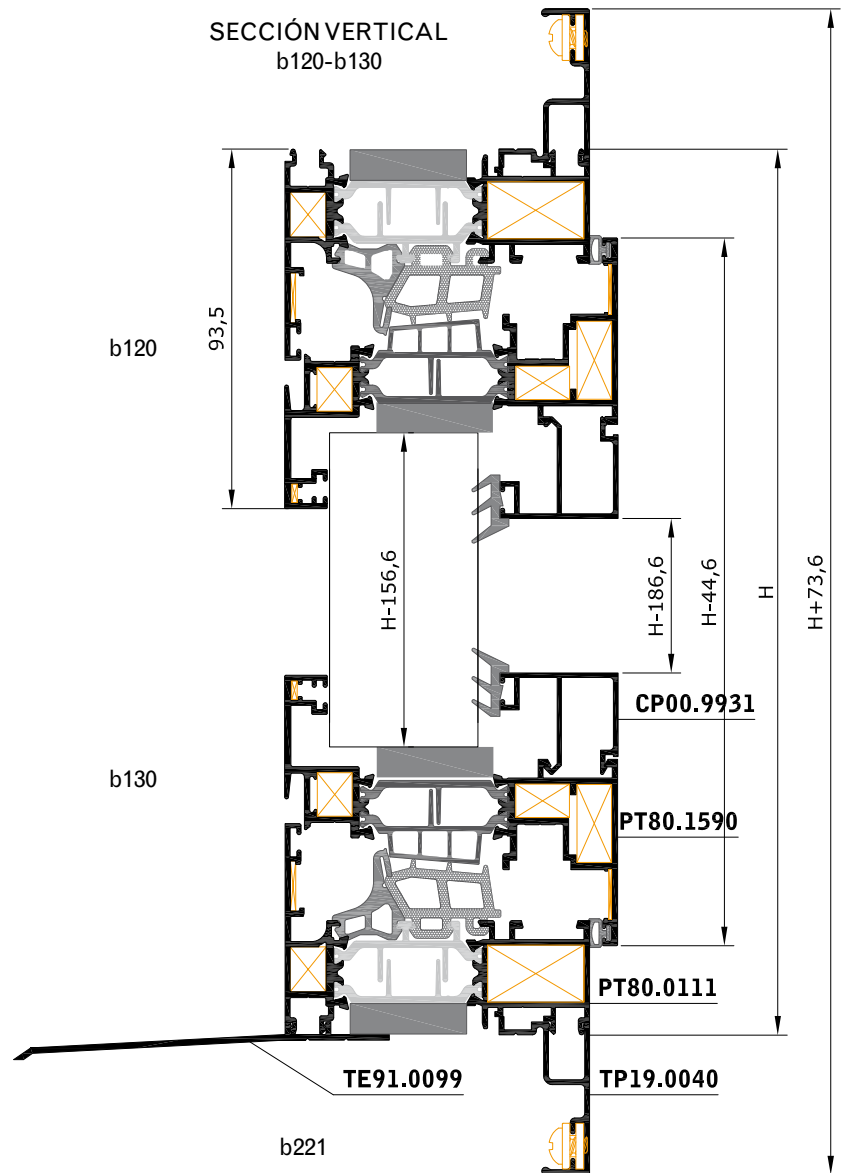 SECCIÓN VERTICAL
b120-b130
b120
93,5
H-156,6
H-186,6
H-44,6
H
H+73,6
CP00.9931
b130
PT80.1590
PT80.0111
TE91.0099
TP19.0040
b221